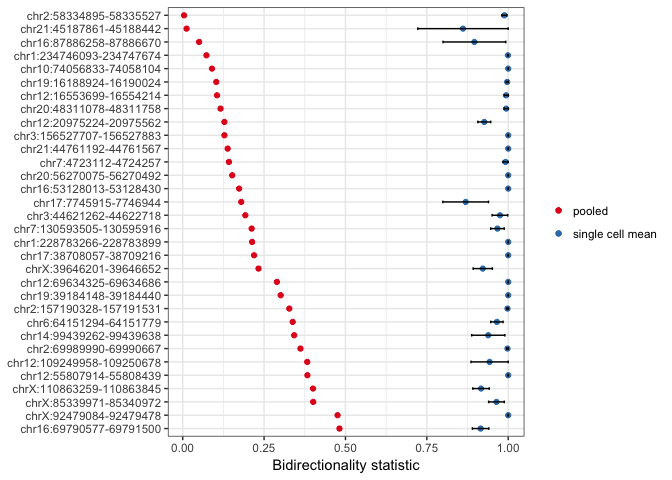 chr2:58334895-58335527
chr21:45187861-45188442
chr16:87886258-87886670
chr1:234746093-234747674
chr10:74056833-74058104
chr19:16188924-16190024
chr12:16553699-16554214
chr20:48311078-48311758
chr12:20975224-20975562
chr3:156527707-156527883
chr21:44761192-44761567
chr7:4723112-4724257
chr20:56270075-56270492
chr16:53128013-53128430
chr17:7745915-7746944
chr3:44621262-44622718
chr7:130593505-130595916
chr1:228783266-228783899
chr17:38708057-38709216
chrX:39646201-39646652
chr12:69634325-69634686
chr19:39184148-39184440
chr2:157190328-157191531
chr6:64151294-64151779
chr14:99439262-99439638
chr2:69989990-69990667
chr12:109249958-109250678
chr12:55807914-55808439
chrX:110863259-110863845
chrX:85339971-85340972
chrX:92479084-92479478
chr16:69790577-69791500
0.00 0.25 0.50 0.75 1.00
Bidirectionality statistic
pooled
single cell mean